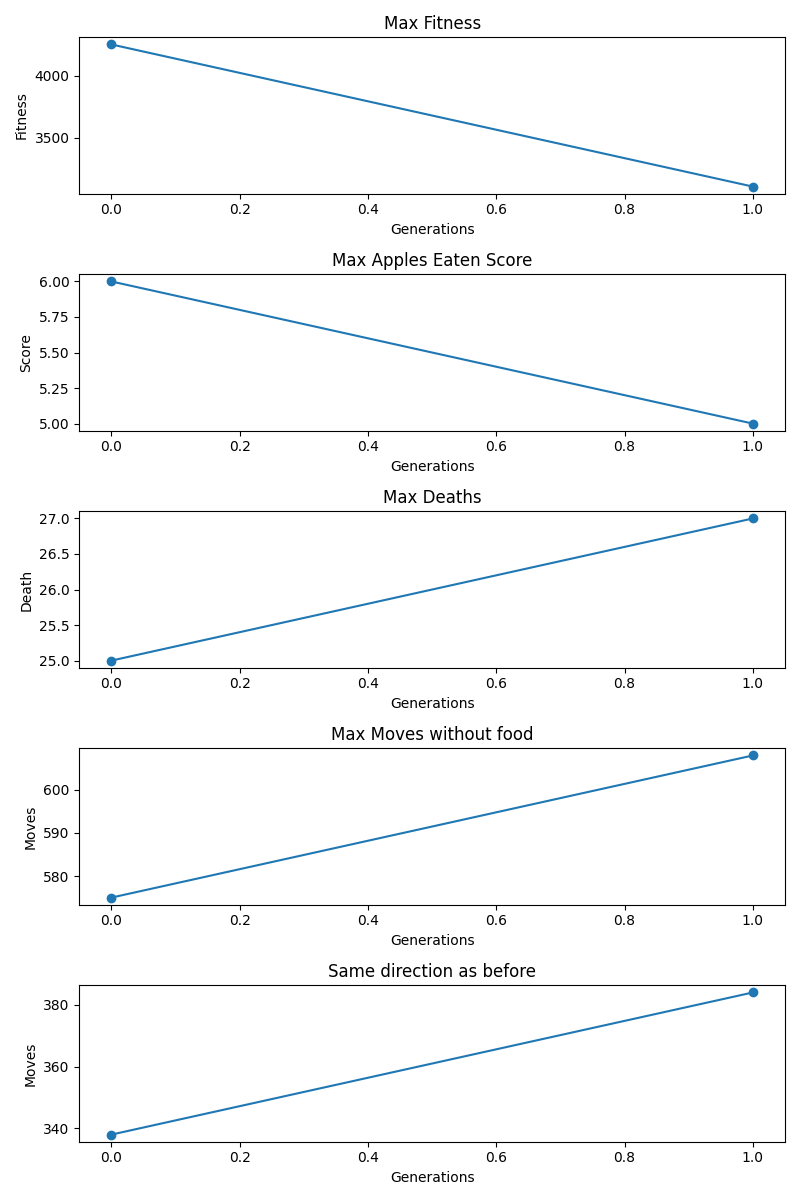 Max Fitness
4000
3500
Fitness
0.0 0.2 0.4 0.6 0.8 1.0
Generations
Max Apples Eaten Score
6.00
5.75
5.50
5.25
5.00
Score
0.0 0.2 0.4 0.6 0.8 1.0
Generations
Max Deaths
27.0
26.5
26.0
25.5
25.0
Death
0.0 0.2 0.4 0.6 0.8 1.0
Generations
Max Moves without food
600
590
580
Moves
0.0 0.2 0.4 0.6 0.8 1.0
Generations
Same direction as before
380
360
340
Moves
0.0 0.2 0.4 0.6 0.8 1.0
Generations